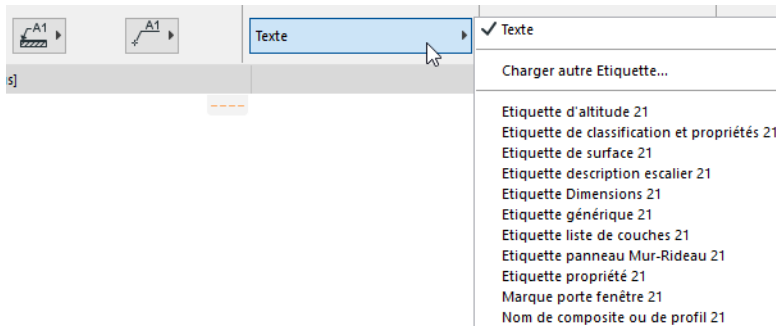 A1
A1
Texte
Texte
Charger autre Etiquette...
s]
Etiquette d'altitude 21
Etiquette de classification et propriétés 21
Etiquette de surface 21
Etiquette description escalier 21
Etiquette Dimensions 21
Etiquette générique 21
Etiquette liste de couches 21
Etiquette panneau Mur-Rideau 21
Etiquette propriété 21
Marque porte fenêtre 21
Nom de composite ou de profil 21